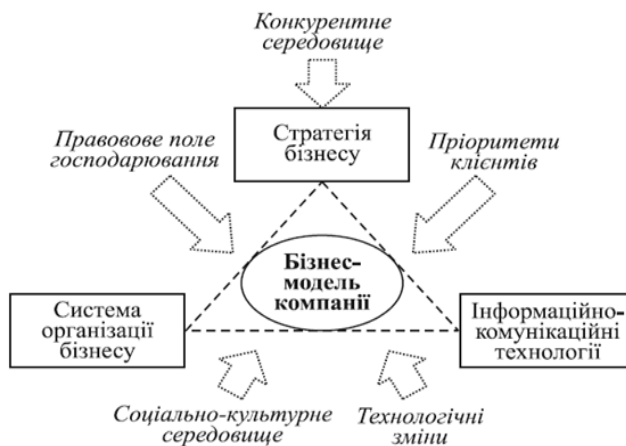 Конкурентне
середовище
Правовове поле
господарювання
Стратегія
бізнесу
Пріоритети
клієнтів
Бізнес-
модель
компанії
Система
організації
бізнесу
Інформаційно-
комунікаційні
технології
Соціально-культурне
середовище
Технологічні
зміни